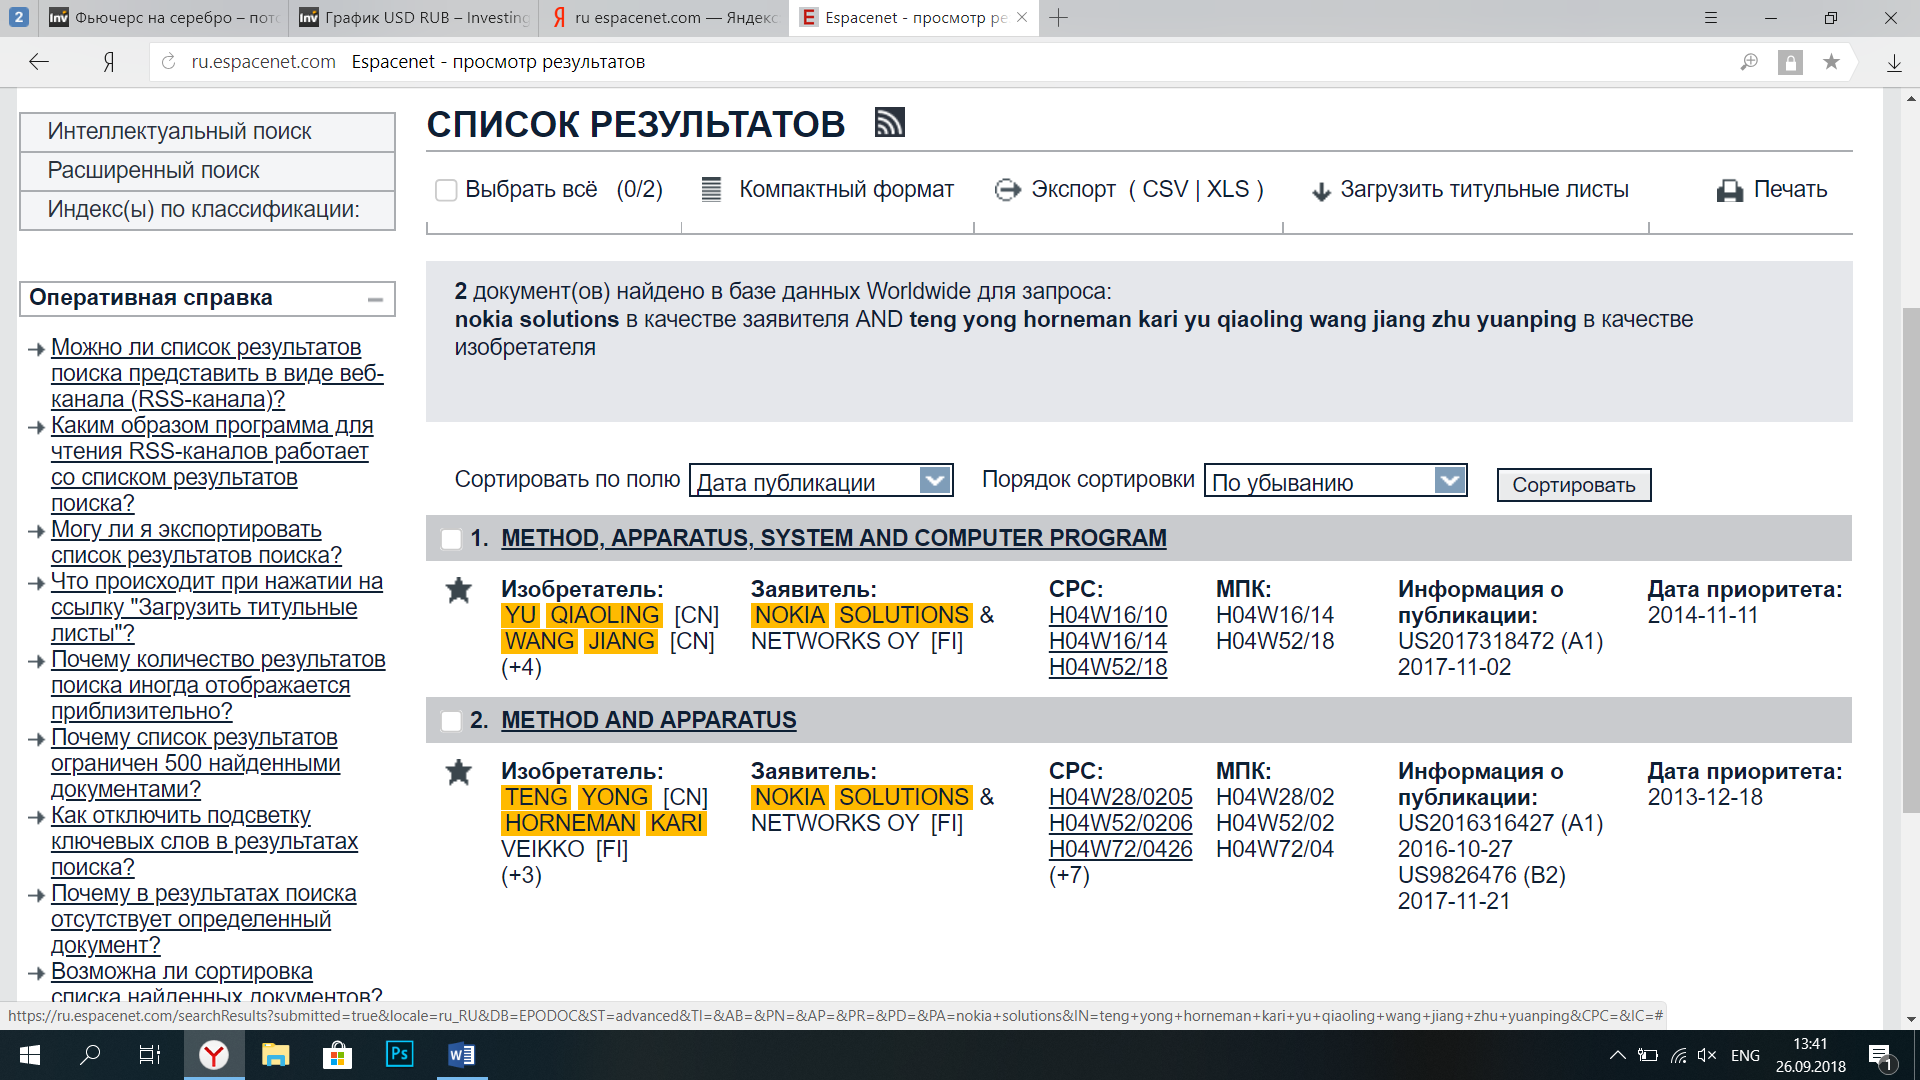 2
Фьючерс на серебро – пото
График USD RUB – Investing
ru espacenet.com — Яндекс
Espacenet - просмотр ре
Я
ru.espacenet.com Espacenet - просмотр результатов
Интеллектуальный поиск
Расширенный поиск
Индекс(ы) по классификации:
Оперативная справка
Можно ли список результатов
поиска представить в виде веб-
канала (RSS-канала)?
Каким образом программа для
чтения RSS-каналов работает
со списком результатов
поиска?
Могу ли я экспортировать
список результатов поиска?
Что происходит при нажатии на
ссылку "Загрузить титульные
листы"?
Почему количество результатов
поиска иногда отображается
приблизительно?
Почему список результатов
ограничен 500 найденными
документами?
Как отключить подсветку
ключевых слов в результатах
поиска?
Почему в результатах поиска
отсутствует определенный
документ?
Возможна ли сортировка
списка найденных документов?
СПИСОК РЕЗУЛЬТАТОВ
Выбрать всё (0/2)
Компактный формат
Экспорт ( CSV | XLS )
Загрузить титульные листы
Печать
2 документ(ов) найдено в базе данных Worldwide для запроса:
nokia solutions в качестве заявителя AND teng yong horneman kari yu qiaoling wang jiang zhu yuanping в качестве
изобретателя
Сортировать по полю Дата публикации Порядок сортировки По убыванию Сортировать
1. METHOD, APPARATUS, SYSTEM AND COMPUTER PROGRAM
Изобретатель:
YU QIAOLING [CN]
WANG JIANG [CN]
(+4)
Заявитель:
NOKIA SOLUTIONS &
NETWORKS OY [FI]
CPC:
H04W16/10
H04W16/14
H04W52/18
МПК:
H04W16/14
H04W52/18
Информация о
публикации:
US2017318472 (A1)
2017-11-02
Дата приоритета:
2014-11-11
2. METHOD AND APPARATUS
Изобретатель:
TENG YONG [CN]
HORNEMAN KARI
VEIKKO [FI]
(+3)
Заявитель:
NOKIA SOLUTIONS &
NETWORKS OY [FI]
CPC:
H04W28/0205
H04W52/0206
H04W72/0426
(+7)
МПК:
H04W28/02
H04W52/02
H04W72/04
Информация о
публикации:
US2016316427 (A1)
2016-10-27
US9826476 (B2)
2017-11-21
Дата приоритета:
2013-12-18
https://ru.espacenet.com/searchResults?submitted=true&locale=ru_RU&DB=EPODOC&ST=advanced&TI=&AB=&PN=&AP=&PR=&PD=&PA=nokia+solutions&IN=teng+yong+horneman+kari+yu+qiaoling+wang+jiang+zhu+yuanping&CPC=&IC=#
Ps
ENG
13:41
26.09.2018
1